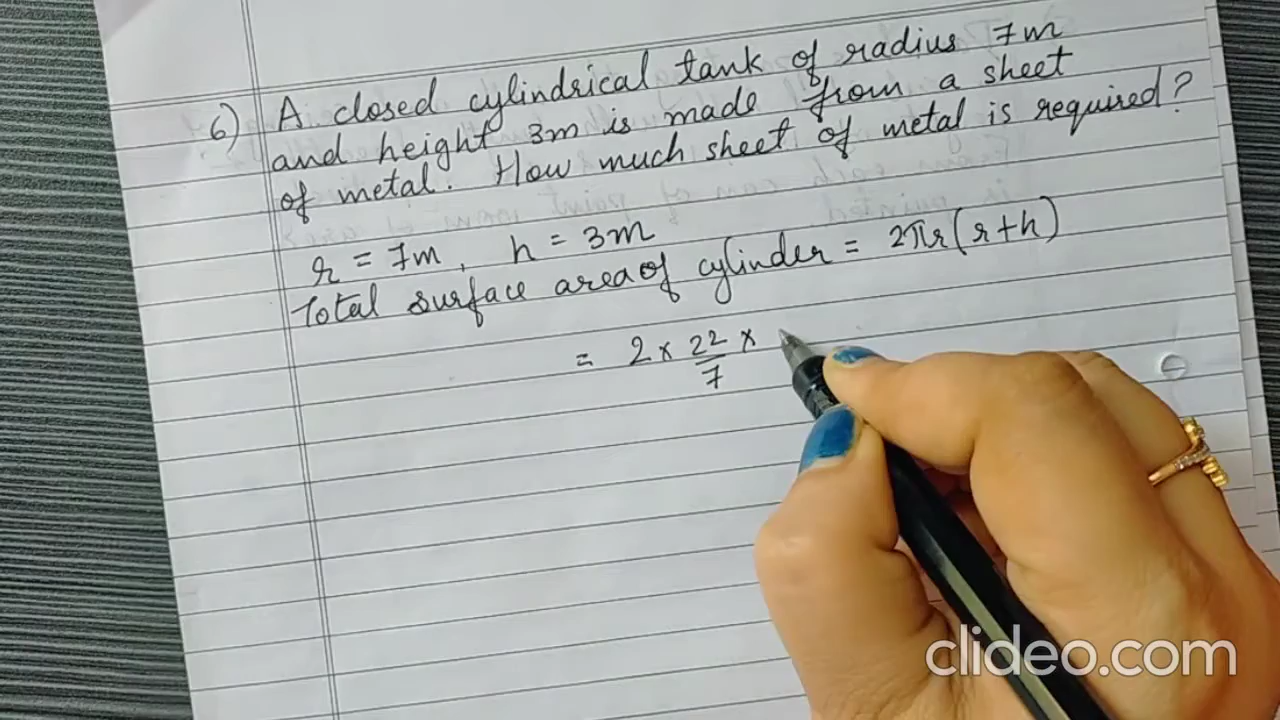 6) A closed cylindrical tank of radius 7m
and height 3m is made from a sheet
of metal. How much sheet of metal is required?
r = 7m, h = 3m
Total surface area of cylinder = 2πr(r+h)
= 2 × 22/7 ×
clideo.com